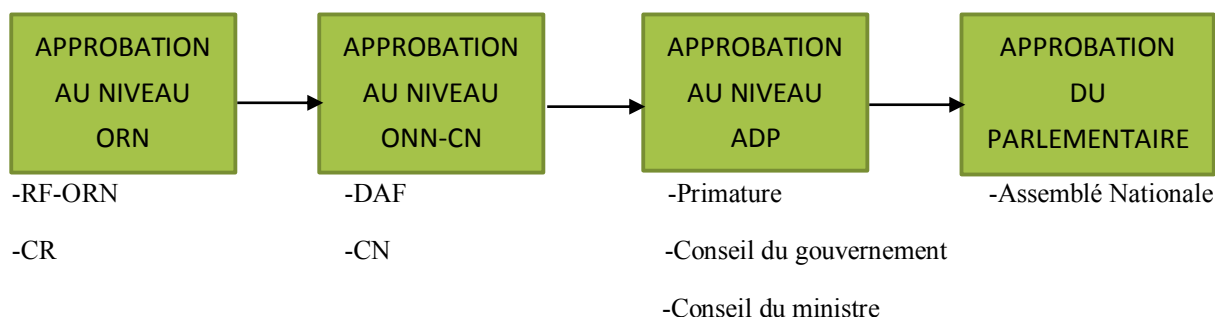 APPROBATION
AU NIVEAU
ORN
APPROBATION
AU NIVEAU
ONN-CN
APPROBATION
AU NIVEAU
ADP
APPROBATION
DU
PARLEMENTAIRE
-RF-ORN
-CR
-DAF
-CN
-Primature
-Conseil du gouvernement
-Conseil du ministre
-Assemblé Nationale